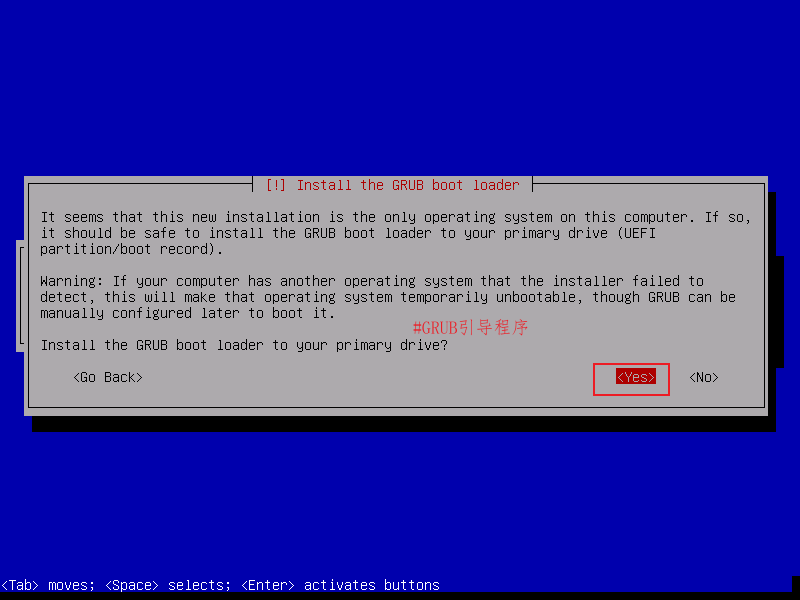 [!] Install the GRUB boot loader
It seems that this new installation is the only operating system on this computer. If so,
it should be safe to install the GRUB boot loader to your primary drive (UEFI
partition/boot record).
Warning: If your computer has another operating system that the installer failed to
detect, this will make that operating system temporarily unbootable, though GRUB can be
manually configured later to boot it.
#GRUB引导程序
Install the GRUB boot loader to your primary drive?
<Go Back> <Yes> <No>
<Tab> moves; <Space> selects; <Enter> activates buttons